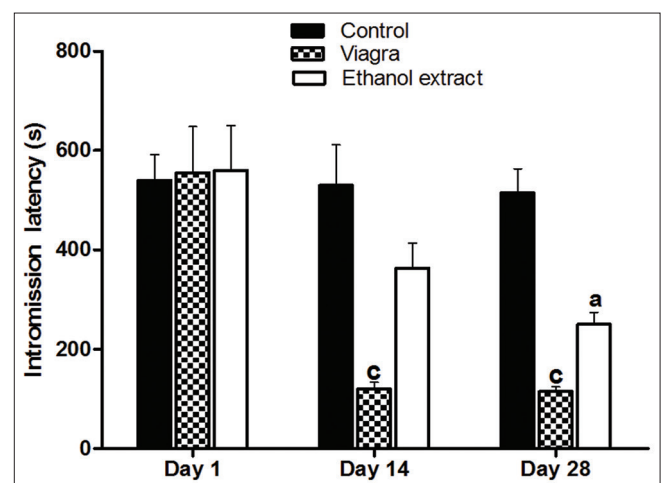 Control
Viagra
Ethanol extract
Intromission latency (s)
800
600
400
200
0
c
c
a
Day 1 Day 14 Day 28